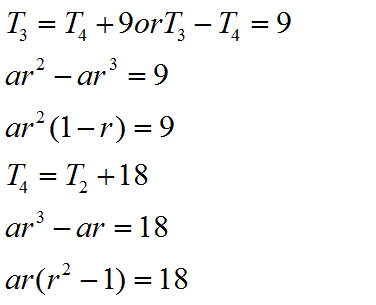 T₃ = T₄ + 9orT₃ − T₄ = 9
ar² − ar³ = 9
ar²(1 − r) = 9
T₄ = T₂ + 18
ar³ − ar = 18
ar(r² − 1) = 18